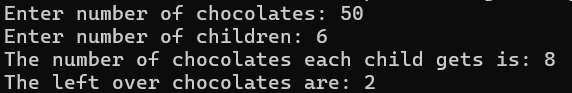 Enter number of chocolates: 50
Enter number of children: 6
The number of chocolates each child gets is: 8
The left over chocolates are: 2